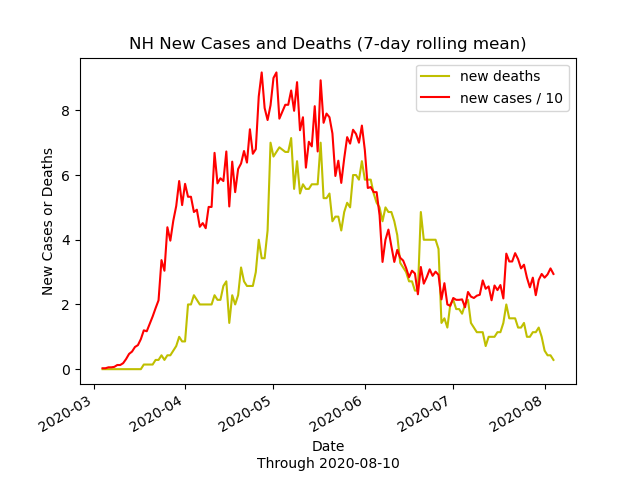 NH New Cases and Deaths (7-day rolling mean)
new deaths
new cases / 10
8
6
4
2
0
New Cases or Deaths
2020-03
2020-04
2020-05
2020-06
2020-07
2020-08
Date
Through 2020-08-10